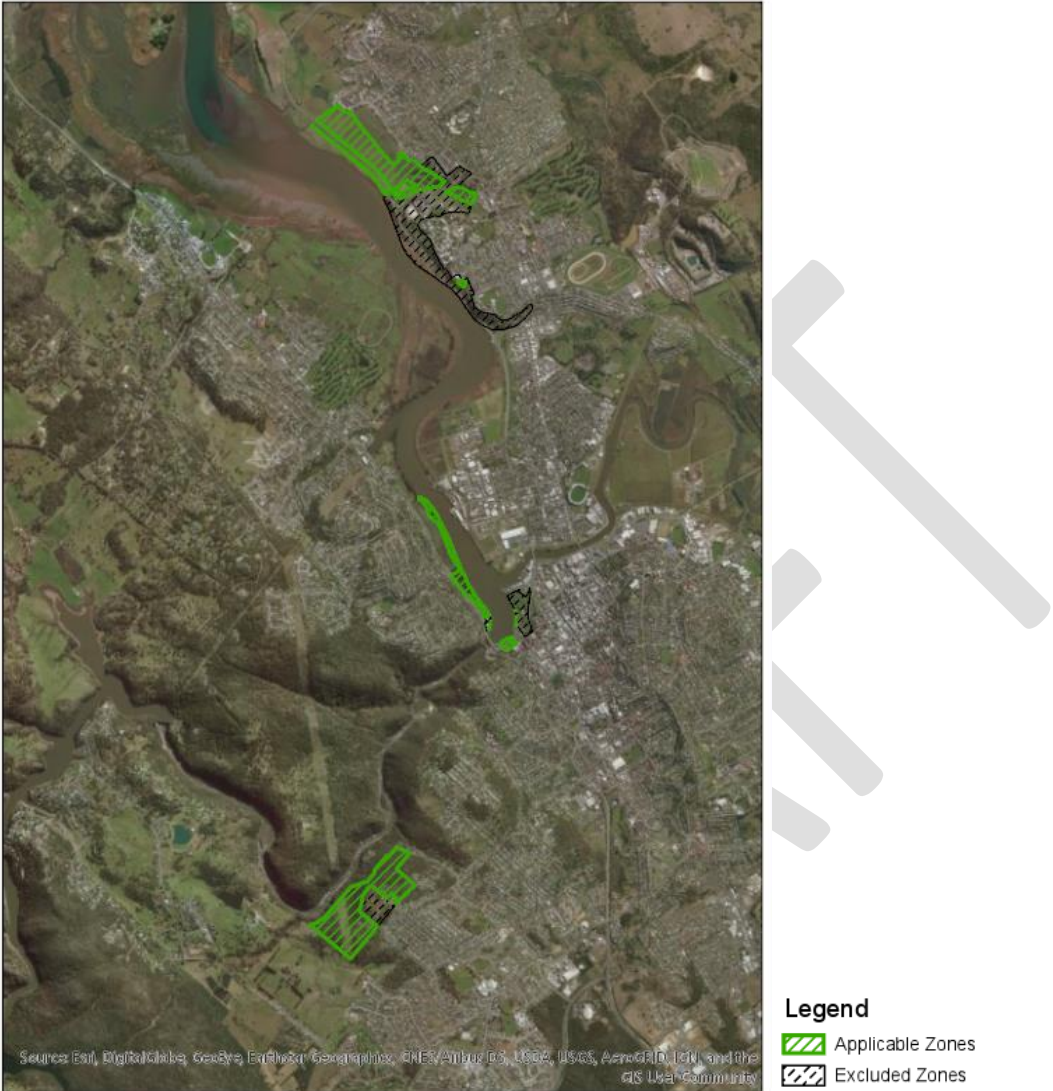 Source: Esri, DigitalGlobe, GeoEye, Earthstar Geographics, CNES/Airbus DS, USDA, USGS, AeroGRID, IGN, and the
GIS User Community
Legend
Applicable Zones
Excluded Zones